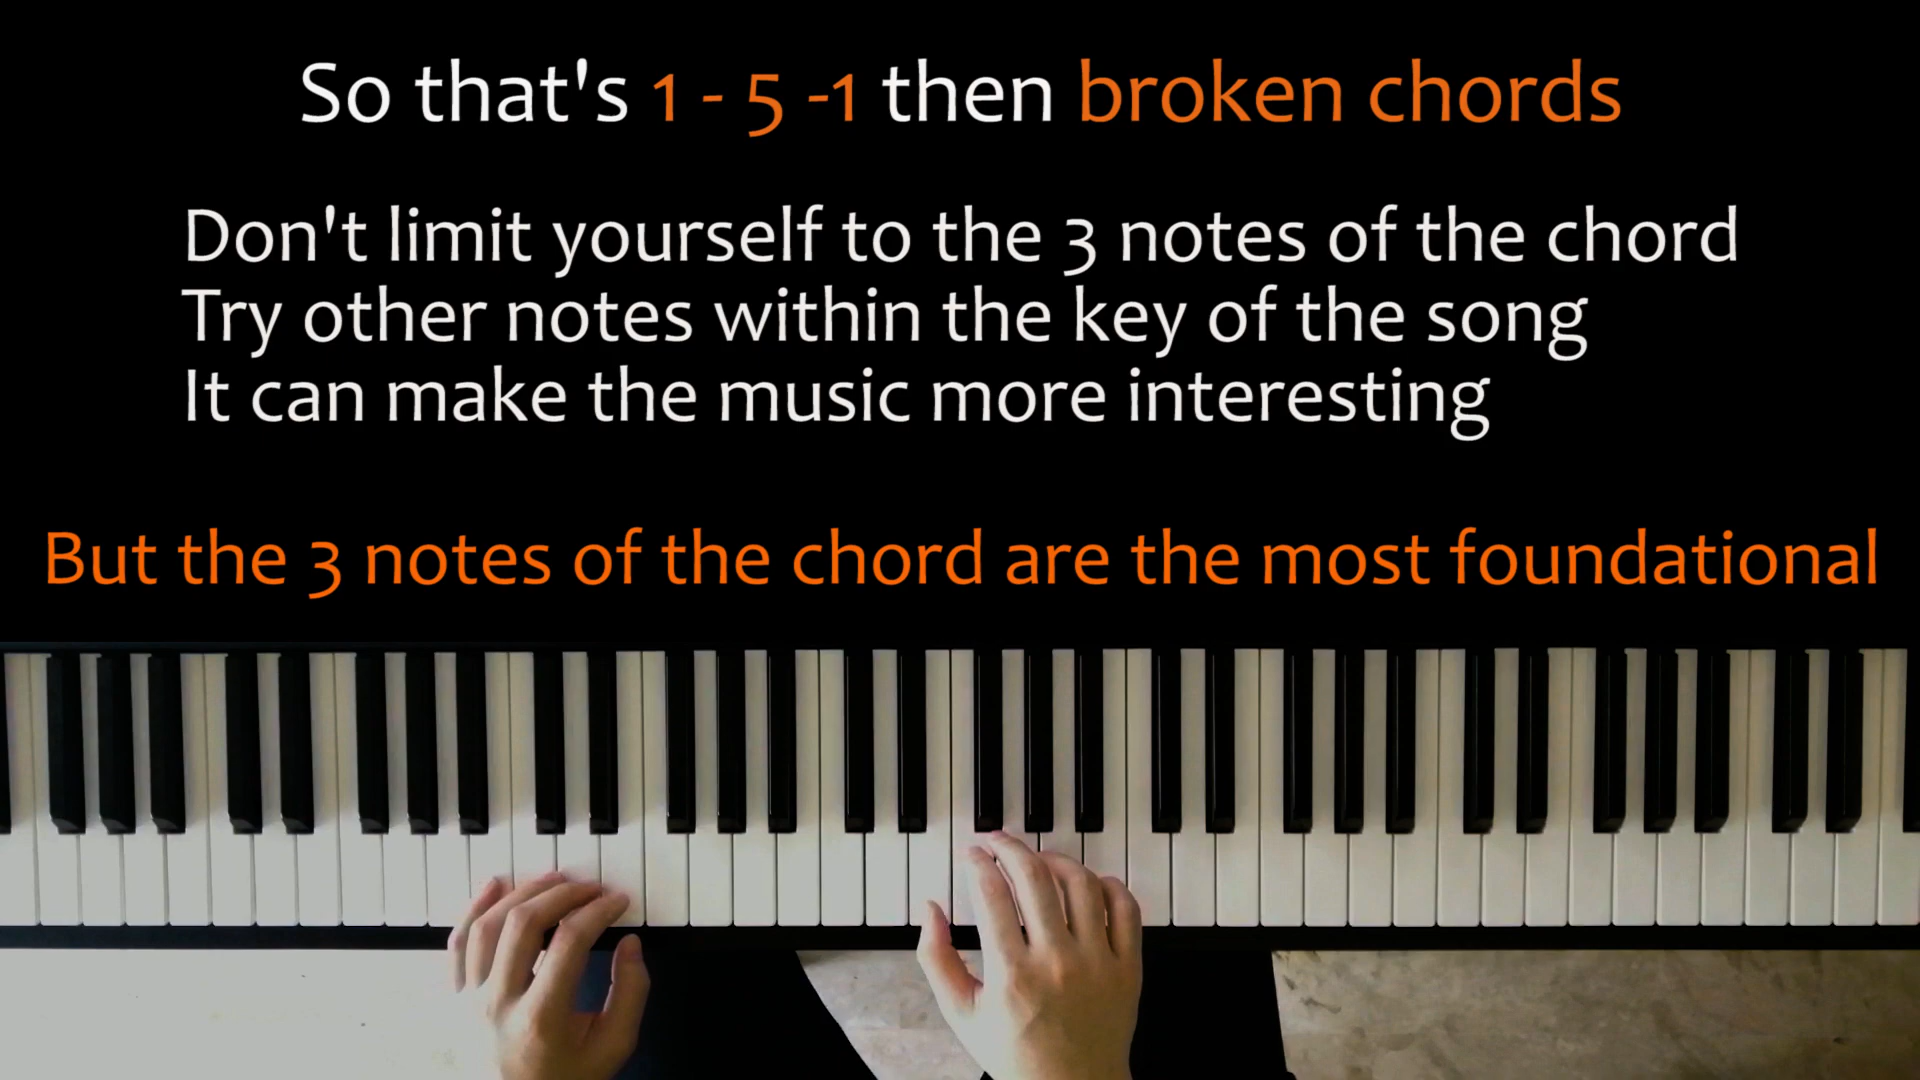 So that's 1 - 5 -1 then broken chords
Don't limit yourself to the 3 notes of the chord
Try other notes within the key of the song
It can make the music more interesting
But the 3 notes of the chord are the most foundational